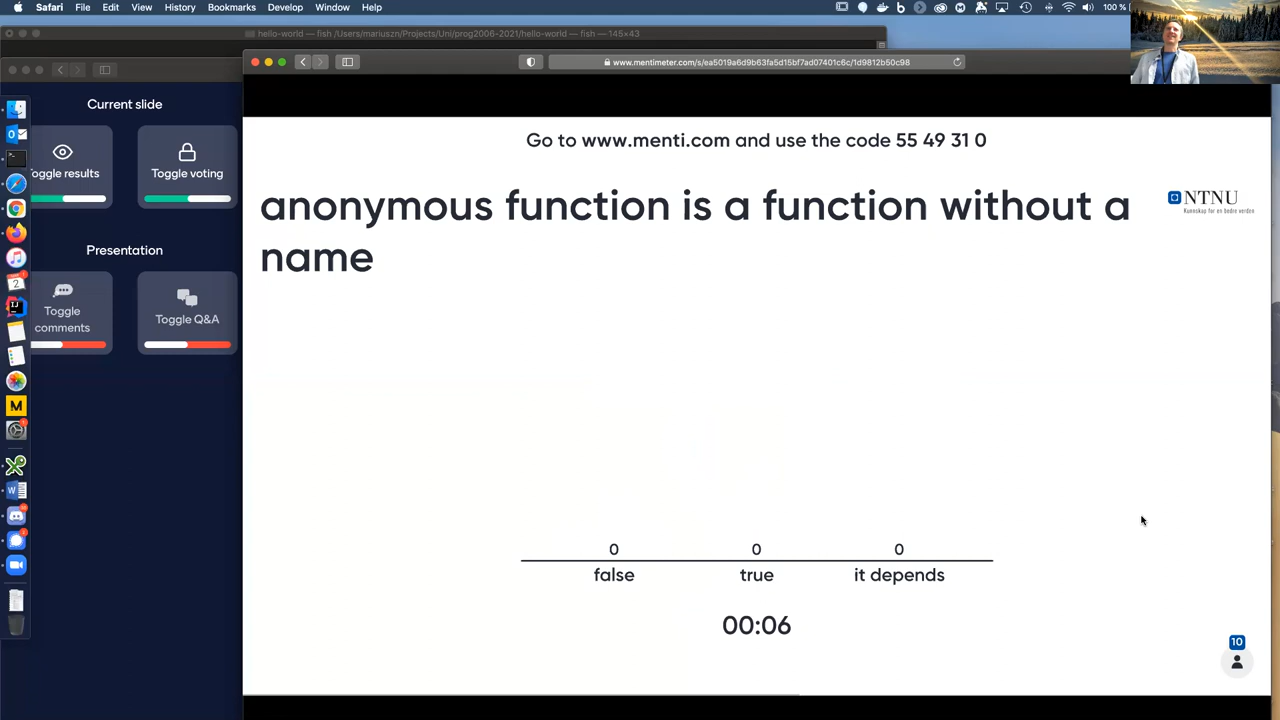 Safari File Edit View History Bookmarks Develop Window Help 100 %
hello-world — fish /Users/mariuszn/Projects/Uni/prog2006-2021/hello-world — fish — 145×43
www.mentimeter.com/s/ea5019a6d9b63fa5d15bf7ad07401c6c/1d9812b50c98
Current slide
Toggle results
Toggle voting
Presentation
Toggle comments
Toggle Q&A
Go to www.menti.com and use the code 55 49 31 0
anonymous function is a function without a
name
NTNU
Kunnskap for en bedre verden
0 0 0
false true it depends
00:06
10